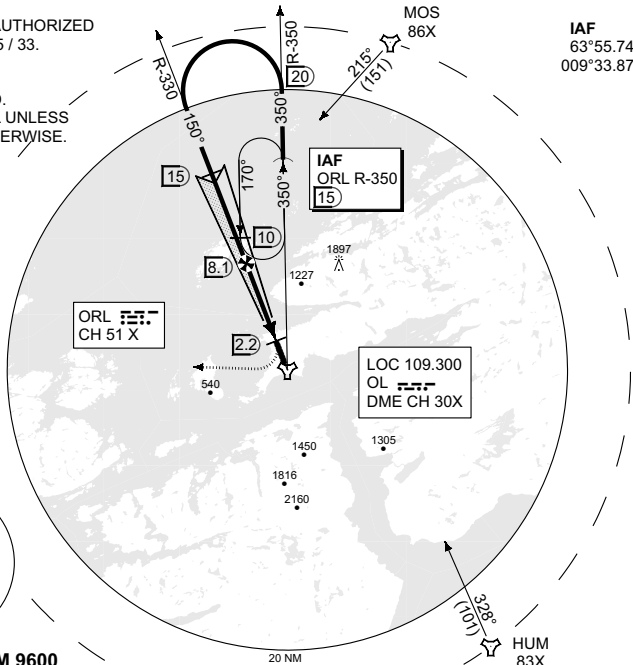 AUTHORIZED
5 / 33.
UNLESS
ERWISE.
MOS
86X
215°
(151)
IAF
63°55.74
009°33.87
R-330
R-350
20
150°
350°
15
170°
350°
IAF
ORL R-350
15
10
8.1
1897
1227
ORL
CH 51 X
2.2
540
LOC 109.300
OL
DME CH 30X
1450
1305
1816
2160
328°
(101)
HUM
83X
M 9600
20 NM